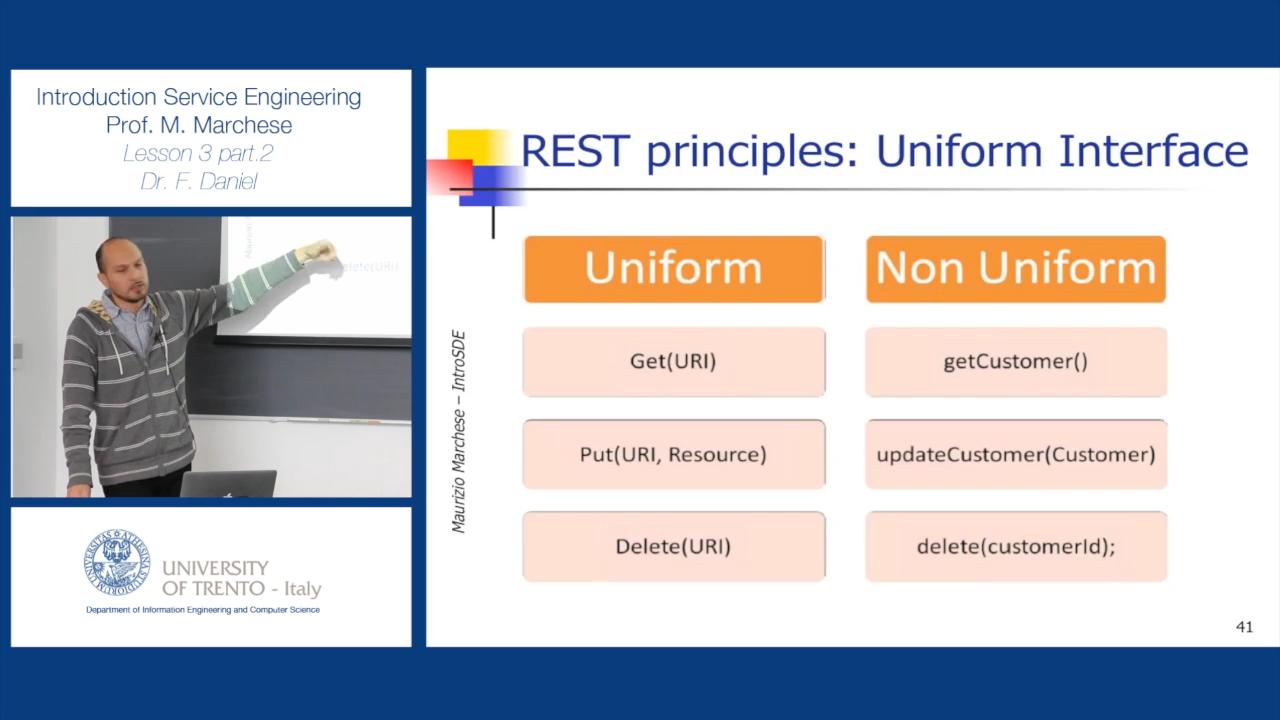 Introduction Service Engineering
Prof. M. Marchese
Lesson 3 part.2
Dr. F. Daniel
elete(URI)
UNIVERSITY
OF TRENTO - Italy
Department of Information Engineering and Computer Science
REST principles: Uniform Interface
Uniform
Non Uniform
Get(URI)
getCustomer()
Put(URI, Resource)
updateCustomer(Customer)
Delete(URI)
delete(customerId);
Maurizio Marchese – IntroSDE
41